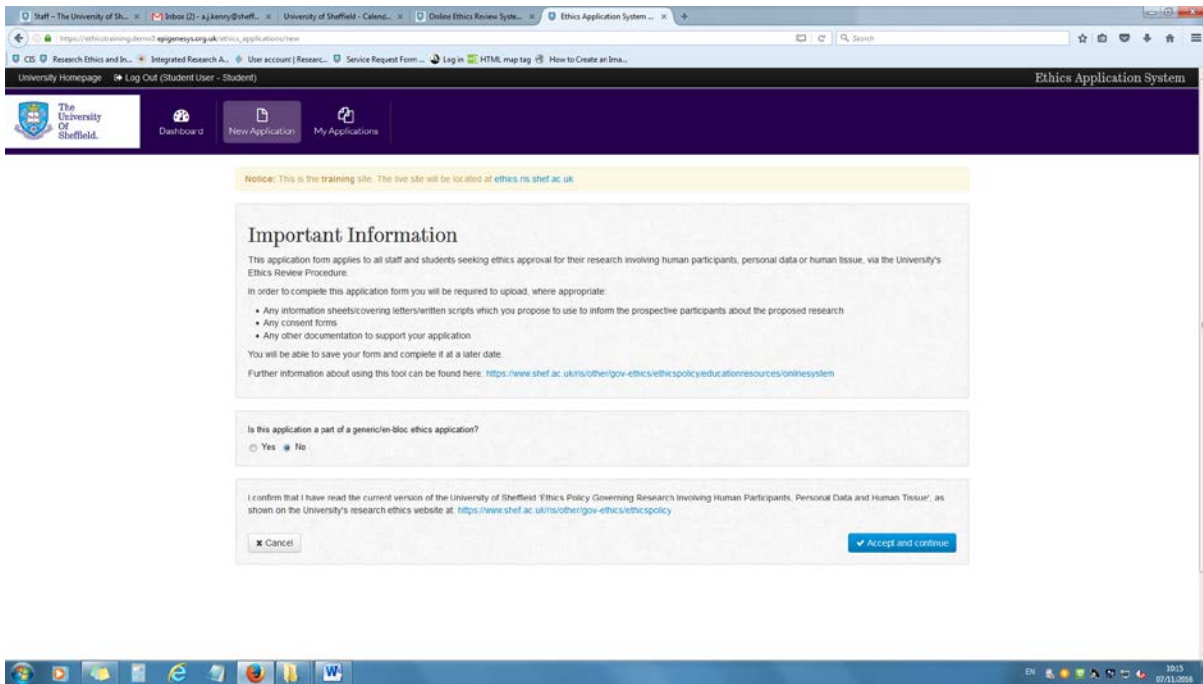 Staff – The University of Sh...
Inbox (2) - a.j.kenny@sheff...
University of Sheffield - Calend...
Online Ethics Review Syste...
Ethics Application System ...
https://ethicstraining.demo3.epigenesys.org.uk/ethics_applications/new
Search
CIS
Research Ethics and In...
Integrated Research A...
User account | Researc...
Service Request Form ...
Log in
HTML map tag
How to Create an Ima...
University Homepage
Log Out (Student User - Student)
Ethics Application System
The
University
Of
Sheffield.
Dashboard
New Application
My Applications
Notice: This is the training site. The live site will be located at ethics.ris.shef.ac.uk
Important Information
This application form applies to all staff and students seeking ethics approval for their research involving human participants, personal data or human tissue, via the University's
Ethics Review Procedure.
In order to complete this application form you will be required to upload, where appropriate:
• Any information sheets/covering letters/written scripts which you propose to use to inform the prospective participants about the proposed research
• Any consent forms
• Any other documentation to support your application
You will be able to save your form and complete it at a later date.
Further information about using this tool can be found here: https://www.shef.ac.uk/ris/other/gov-ethics/ethicspolicy/educationresources/onlinesystem
Is this application a part of a generic/en-bloc ethics application?
Yes No
I confirm that I have read the current version of the University of Sheffield 'Ethics Policy Governing Research Involving Human Participants, Personal Data and Human Tissue', as
shown on the University's research ethics website at: https://www.shef.ac.uk/ris/other/gov-ethics/ethicspolicy
Cancel
Accept and continue
W
EN
10:15
07/11/2016